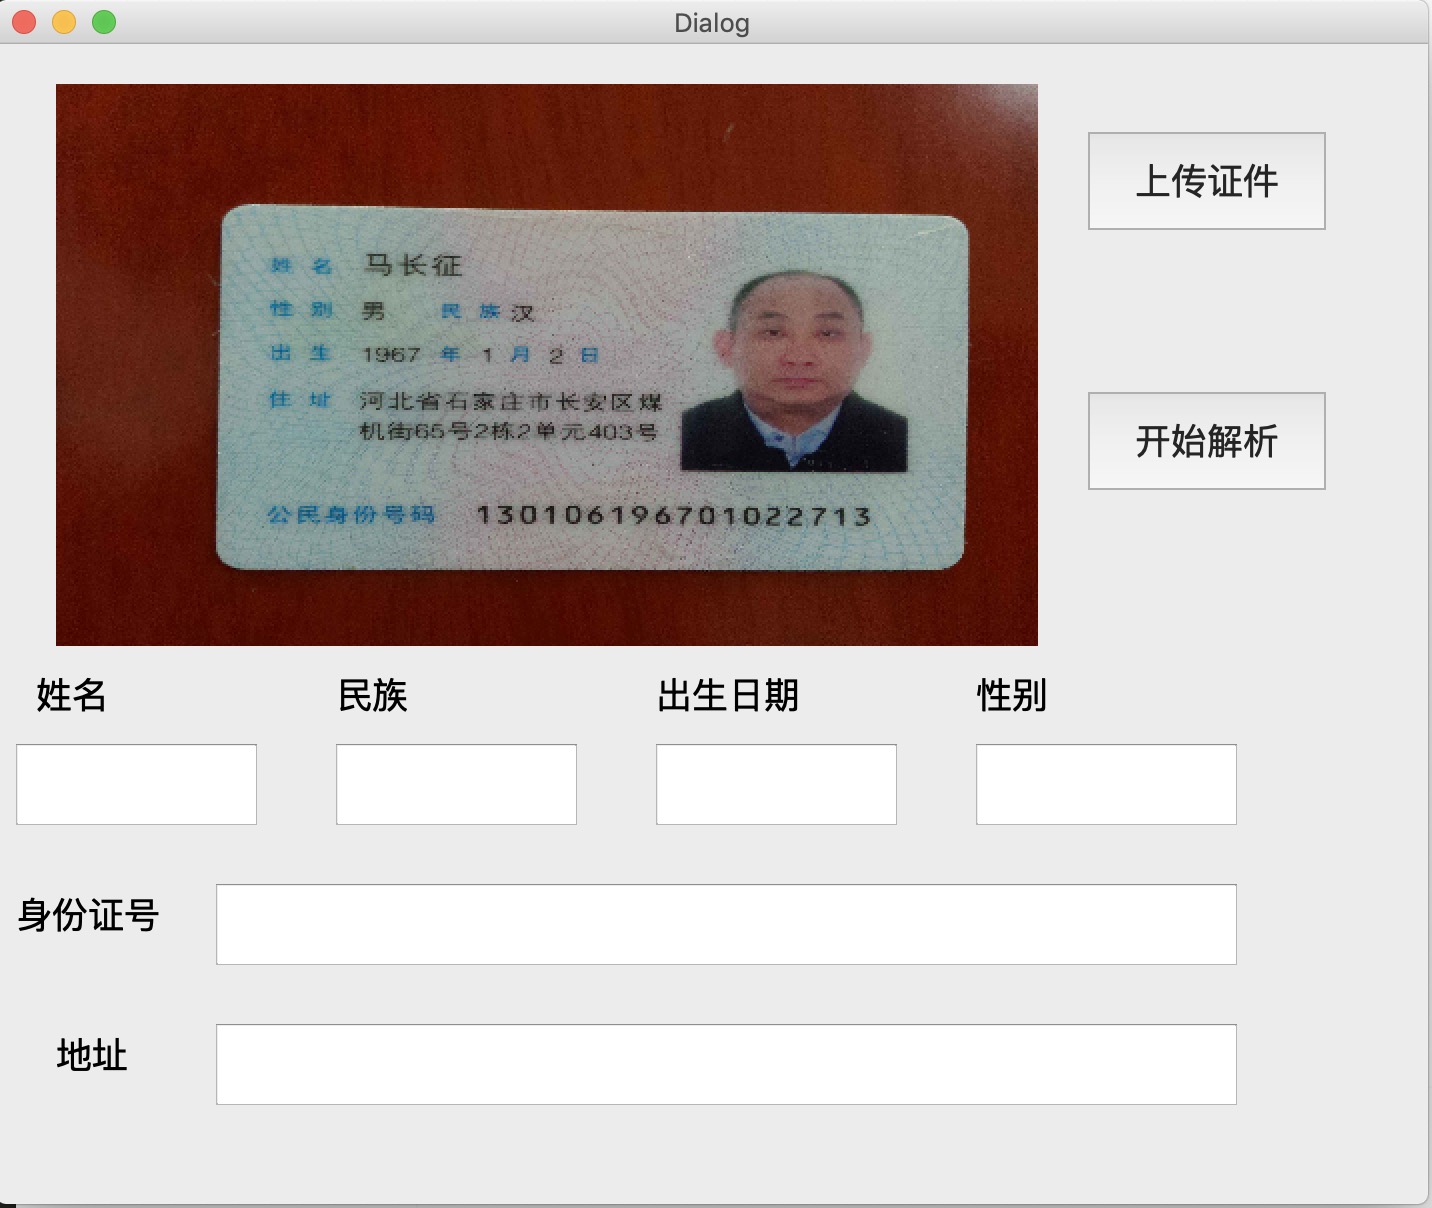 Dialog
姓名 马长征
性别 男 民族 汉
出生 1967 年 1 月 2 日
住址 河北省石家庄市长安区煤
机街65号2栋2单元403号
公民身份号码 130106196701022713
上传证件
开始解析
姓名 民族 出生日期 性别
身份证号
地址